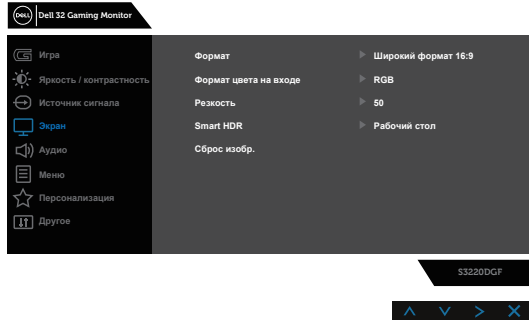 DELL Dell 32 Gaming Monitor
Игра
Яркость / контрастность
Источник сигнала
Экран
Аудио
Меню
Персонализация
Другое
Формат Широкий формат 16:9
Формат цвета на входе RGB
Резкость 50
Smart HDR Рабочий стол
Сброс изобр.
S3220DGF